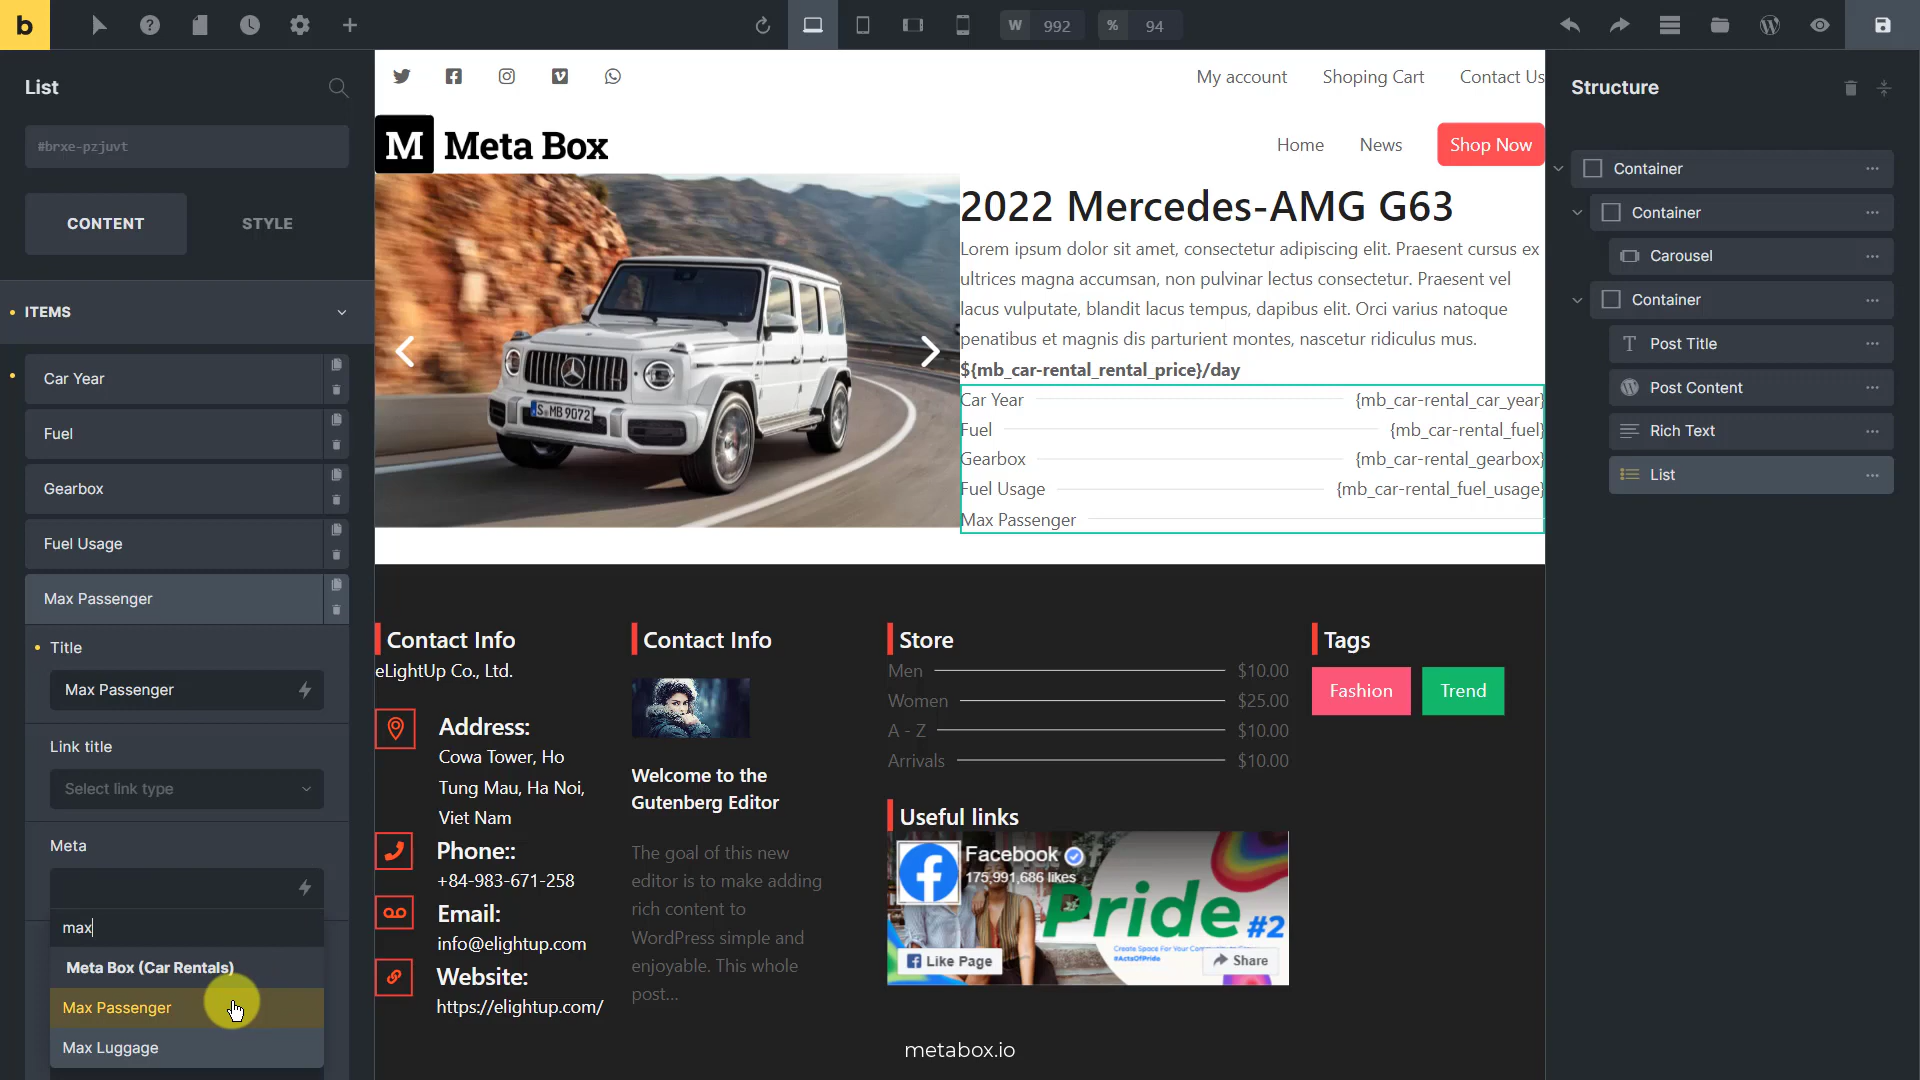 b
W 992
% 94
List
#brxe-pzjuvt
CONTENT
STYLE
ITEMS
Car Year
Fuel
Gearbox
Fuel Usage
Max Passenger
Title
Max Passenger
Link title
Select link type
Meta
max
Meta Box (Car Rentals)
Max Passenger
Max Luggage
My account
Shoping Cart
Contact Us
M Meta Box
Home
News
Shop Now
S MB 9072
2022 Mercedes-AMG G63
Lorem ipsum dolor sit amet, consectetur adipiscing elit. Praesent cursus ex
ultrices magna accumsan, non pulvinar lectus consectetur. Praesent vel
lacus vulputate, blandit lacus tempus, dapibus elit. Orci varius natoque
penatibus et magnis dis parturient montes, nascetur ridiculus mus.
${mb_car-rental_rental_price}/day
Car Year {mb_car-rental_car_year}
Fuel {mb_car-rental_fuel}
Gearbox {mb_car-rental_gearbox}
Fuel Usage {mb_car-rental_fuel_usage}
Max Passenger
Contact Info
eLightUp Co., Ltd.
Address:
Cowa Tower, Ho
Tung Mau, Ha Noi,
Viet Nam
Phone::
+84-983-671-258
Email:
info@elightup.com
Website:
https://elightup.com/
Contact Info
Welcome to the
Gutenberg Editor
The goal of this new
editor is to make adding
rich content to
WordPress simple and
enjoyable. This whole
post...
Store
Men $10.00
Women $25.00
A - Z $10.00
Arrivals $10.00
Useful links
Facebook
175,991,686 likes
Pride
#2
Create Space For Your Community
#ActsOfPride
Like Page
Share
Tags
Fashion
Trend
metabox.io
Structure
Container
Container
Carousel
Container
Post Title
Post Content
Rich Text
List